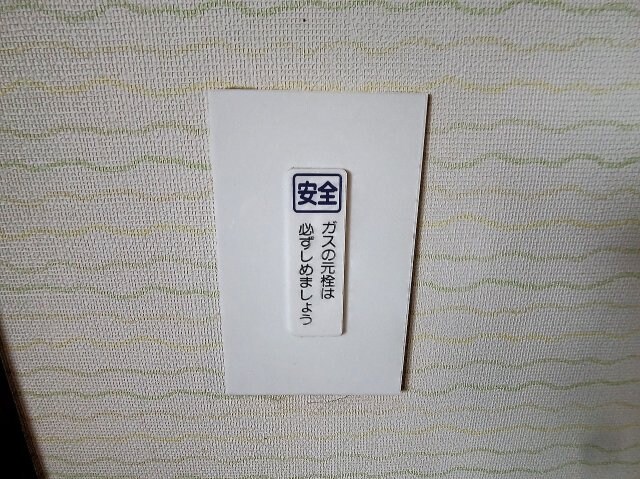 安全
ガスの元栓は
必ずしめましょう